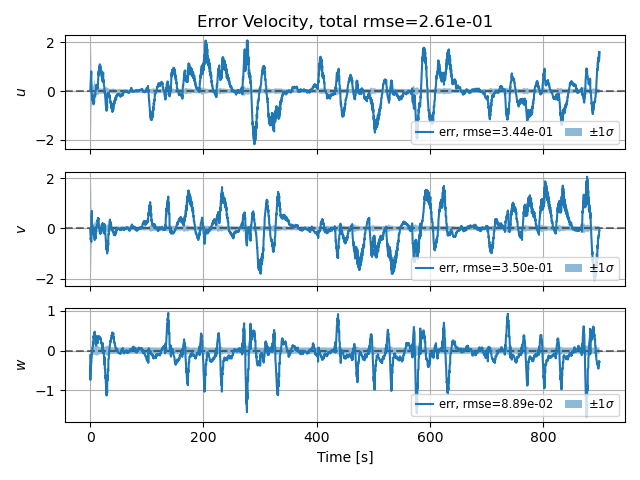 Error Velocity, total rmse=2.61e-01
2
0
−2
u
err, rmse=3.44e-01 ±1σ
2
0
−2
v
err, rmse=3.50e-01 ±1σ
1
0
−1
w
err, rmse=8.89e-02 ±1σ
0 200 400 600 800
Time [s]